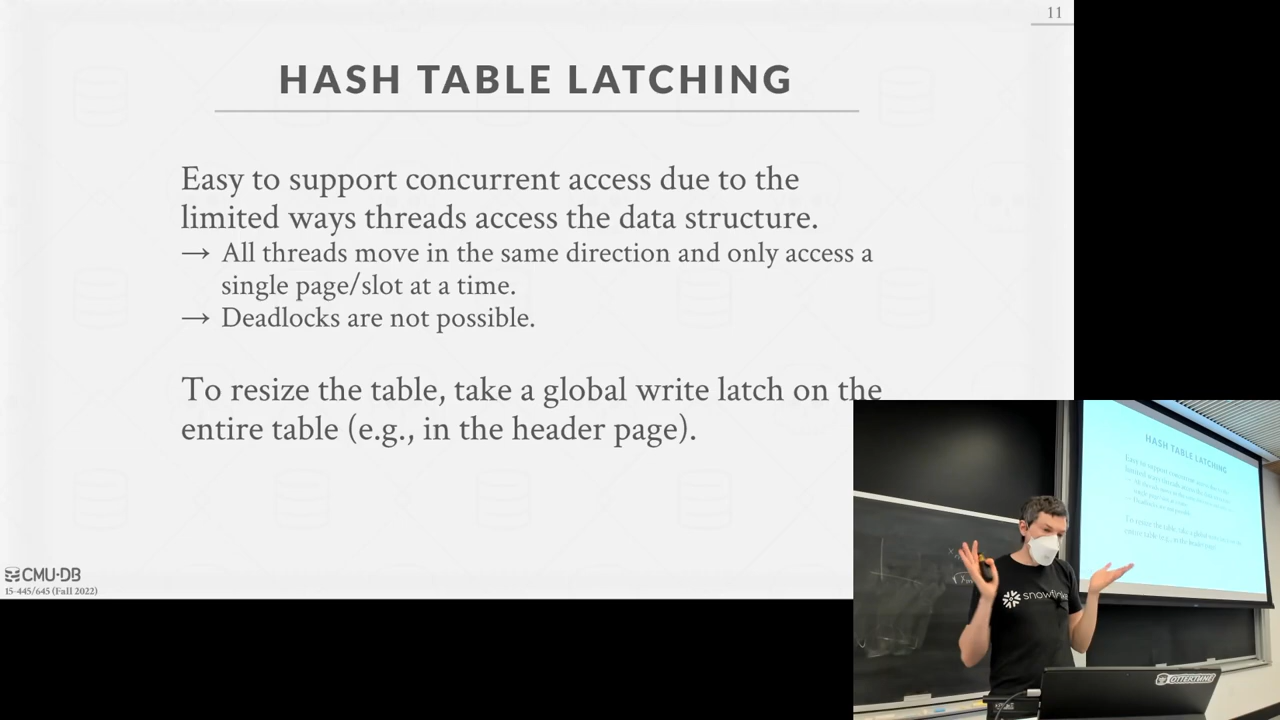 11
HASH TABLE LATCHING
Easy to support concurrent access due to the
limited ways threads access the data structure.
→ All threads move in the same direction and only access a
single page/slot at a time.
→ Deadlocks are not possible.
To resize the table, take a global write latch on the
entire table (e.g., in the header page).
CMU·DB
15-445/645 (Fall 2022)
HASH TABLE LATCHING
snowflake
OTTERTUNE